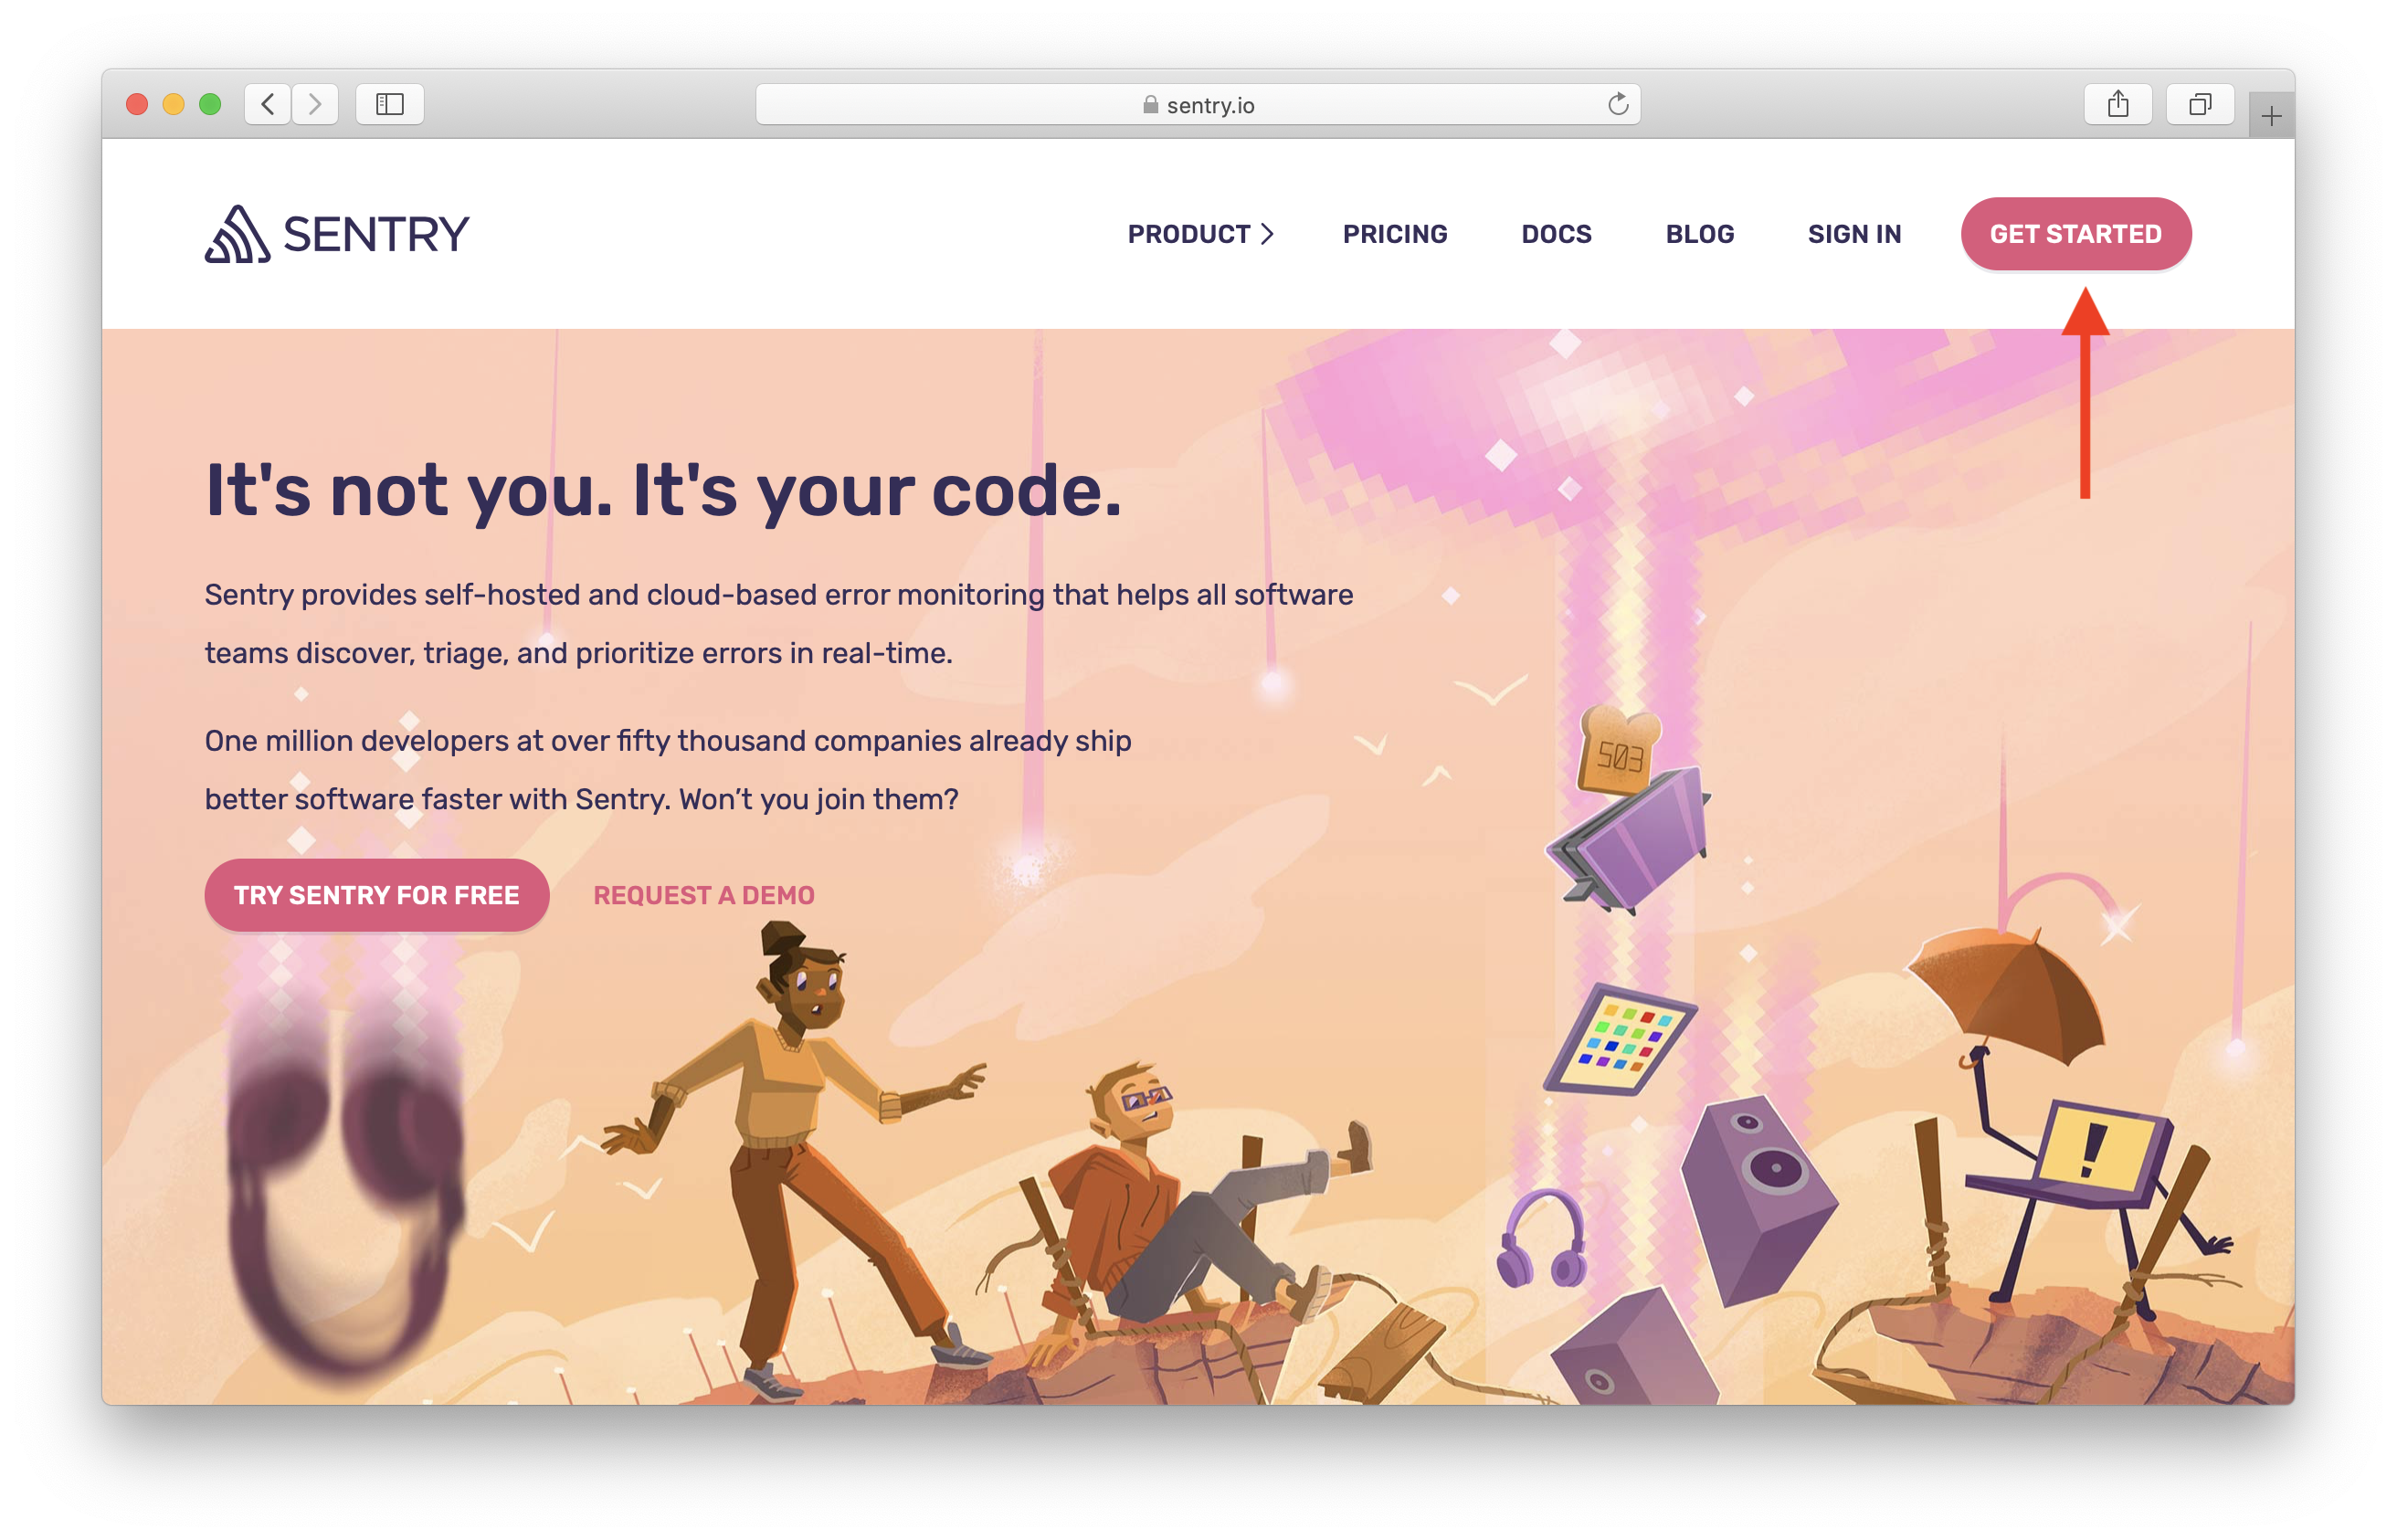 sentry.io
SENTRY
PRODUCT
PRICING
DOCS
BLOG
SIGN IN
GET STARTED
It's not you. It's your code.
Sentry provides self-hosted and cloud-based error monitoring that helps all software
teams discover, triage, and prioritize errors in real-time.
One million developers at over fifty thousand companies already ship
better software faster with Sentry. Won’t you join them?
TRY SENTRY FOR FREE
REQUEST A DEMO
503
!